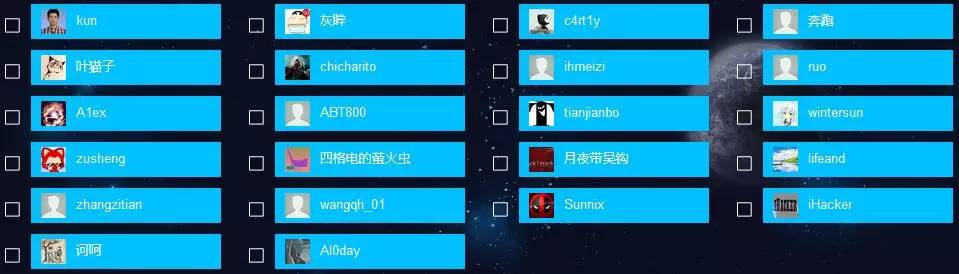 kun
灰眸
c4rt1y
奔跑
叶猫子
chicharito
ihmeizi
ruo
A1ex
ABT800
tianjianbo
wintersun
zusheng
四格电的萤火虫
月夜带吴钩
lifeand
zhangzitian
wangqh_01
Sunnix
iHacker
诃呵
Al0day